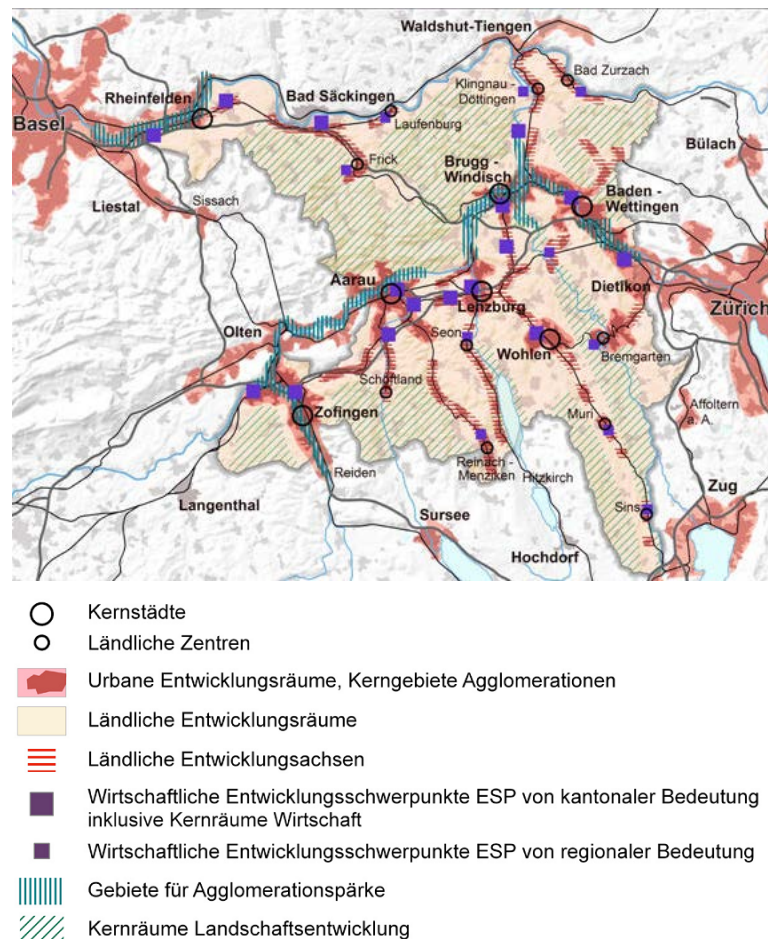 Waldshut-Tiengen
Bad Zurzach
Klingnau -
Döttingen
Rheinfelden
Bad Säckingen
Basel
Laufenburg
Bülach
Frick
Brugg -
Windisch
Baden -
Wettingen
Liestal
Sissach
Aarau
Dietikon
Zürich
Lenzburg
Olten
Seon
Wohlen
Bremgarten
Schöftland
Affoltern
a. A.
Zofingen
Muri
Reinach -
Menziken
Hitzkirch
Reiden
Langenthal
Sins
Zug
Sursee
Hochdorf
Kernstädte
Ländliche Zentren
Urbane Entwicklungsräume, Kerngebiete Agglomerationen
Ländliche Entwicklungsräume
Ländliche Entwicklungsachsen
Wirtschaftliche Entwicklungsschwerpunkte ESP von kantonaler Bedeutung
inklusive Kernräume Wirtschaft
Wirtschaftliche Entwicklungsschwerpunkte ESP von regionaler Bedeutung
Gebiete für Agglomerationspärke
Kernräume Landschaftsentwicklung